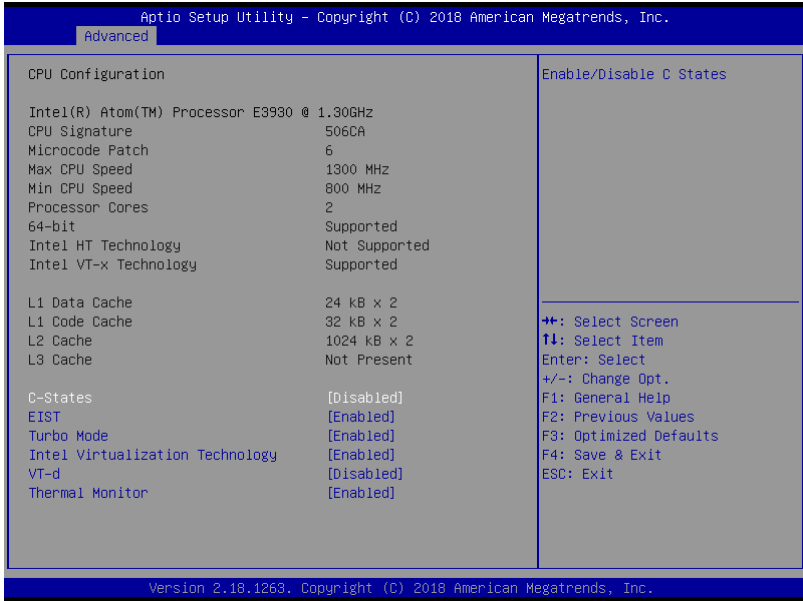 Aptio Setup Utility – Copyright (C) 2018 American Megatrends, Inc.
Advanced
CPU Configuration
Intel(R) Atom(TM) Processor E3930 @ 1.30GHz
CPU Signature 506CA
Microcode Patch 6
Max CPU Speed 1300 MHz
Min CPU Speed 800 MHz
Processor Cores 2
64-bit Supported
Intel HT Technology Not Supported
Intel VT-x Technology Supported
L1 Data Cache 24 kB x 2
L1 Code Cache 32 kB x 2
L2 Cache 1024 kB x 2
L3 Cache Not Present
C-States [Disabled]
EIST [Enabled]
Turbo Mode [Enabled]
Intel Virtualization Technology [Enabled]
VT-d [Disabled]
Thermal Monitor [Enabled]
Enable/Disable C States
→←: Select Screen
↑↓: Select Item
Enter: Select
+/-: Change Opt.
F1: General Help
F2: Previous Values
F3: Optimized Defaults
F4: Save & Exit
ESC: Exit
Version 2.18.1263. Copyright (C) 2018 American Megatrends, Inc.